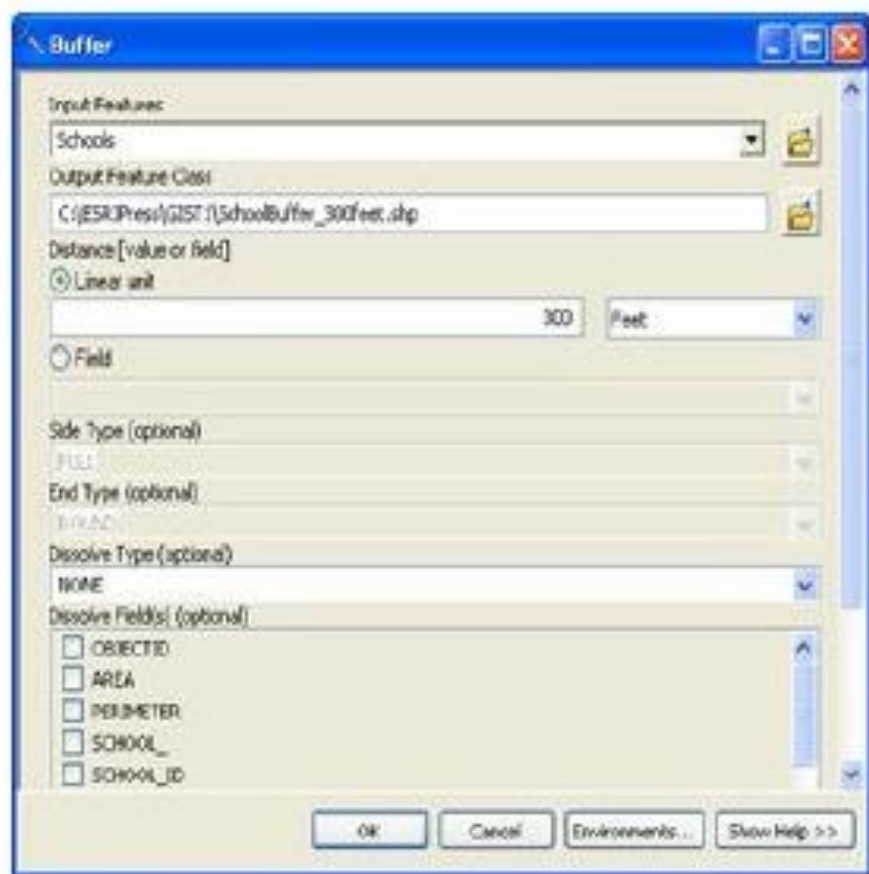 Buffer
Input Features
Schools
Output Feature Class
C:\ESRIPress\GIST1\SchoolBuffer_300feet.shp
Distance [value or field]
Linear unit
300 Feet
Field
Side Type (optional)
FULL
End Type (optional)
ROUND
Dissolve Type (optional)
NONE
Dissolve Field(s) (optional)
OBJECTID
AREA
PERIMETER
SCHOOL_
SCHOOL_ID
OK Cancel Environments... Show Help >>